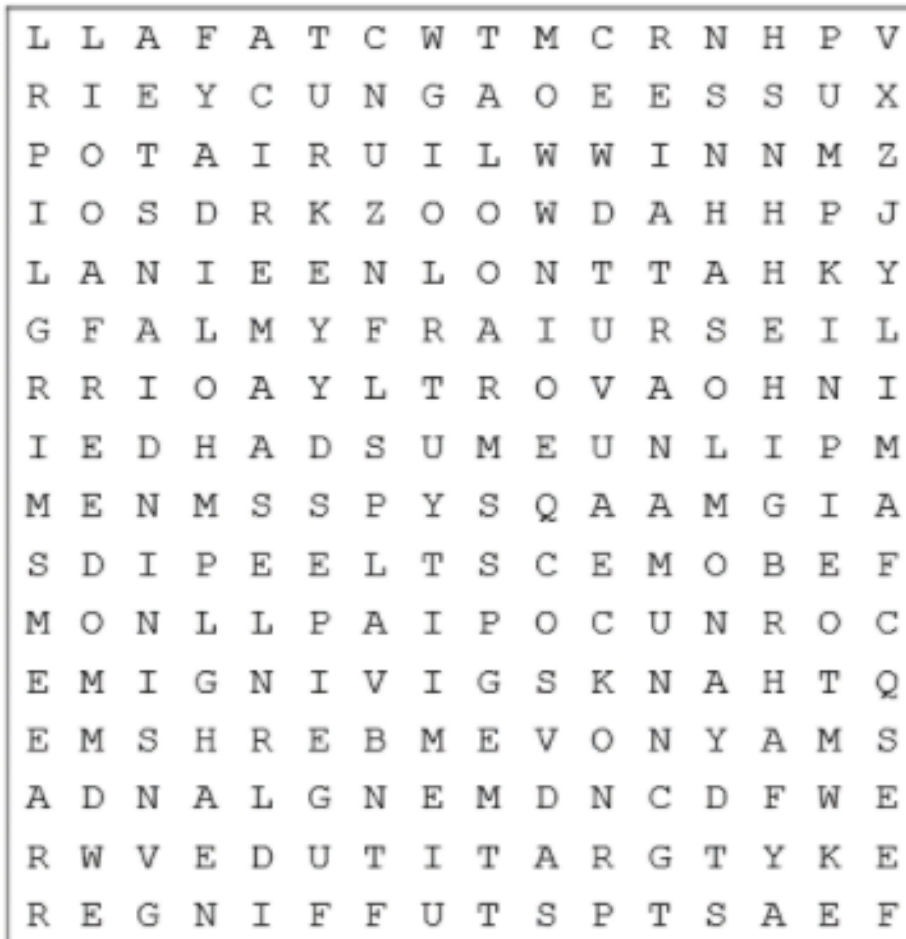 L L A F A T C W T M C R N H P V
R I E Y C U N G A O E E S S U X
P O T A I R U I L W W I N N M Z
I O S D R K Z O O W D A H H P J
L A N I E E N L O N T T A H K Y
G F A L M Y F R A I U R S E I L
R R I O A Y L T R O V A O H N I
I E D H A D S U M E U N L I P M
M E N M S S P Y S Q A A M G I A
S D I P E E L T S C E M O B E F
M O N L L P A I P O C U N R O C
E M I G N I V I G S K N A H T Q
E M S H R E B M E V O N Y A M S
A D N A L G N E M D N C D F W E
R W V E D U T I T A R G T Y K E
R E G N I F F U T S P T S A E F